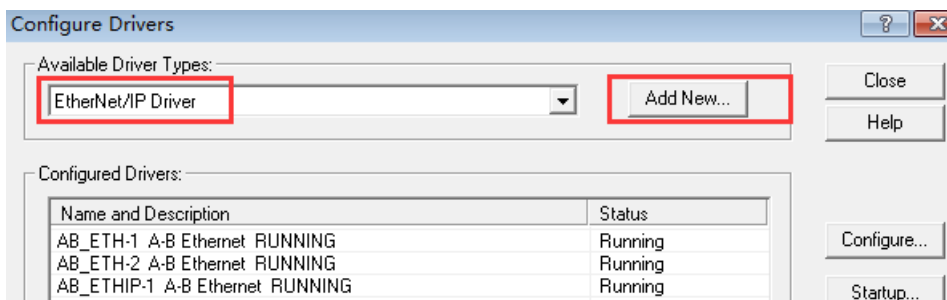 Configure Drivers
Available Driver Types:
EtherNet/IP Driver
Add New...
Close
Help
Configured Drivers:
Name and Description Status
AB_ETH-1 A-B Ethernet RUNNING Running
AB_ETH-2 A-B Ethernet RUNNING Running
AB_ETHIP-1 A-B Ethernet RUNNING Running
Configure...
Startup...